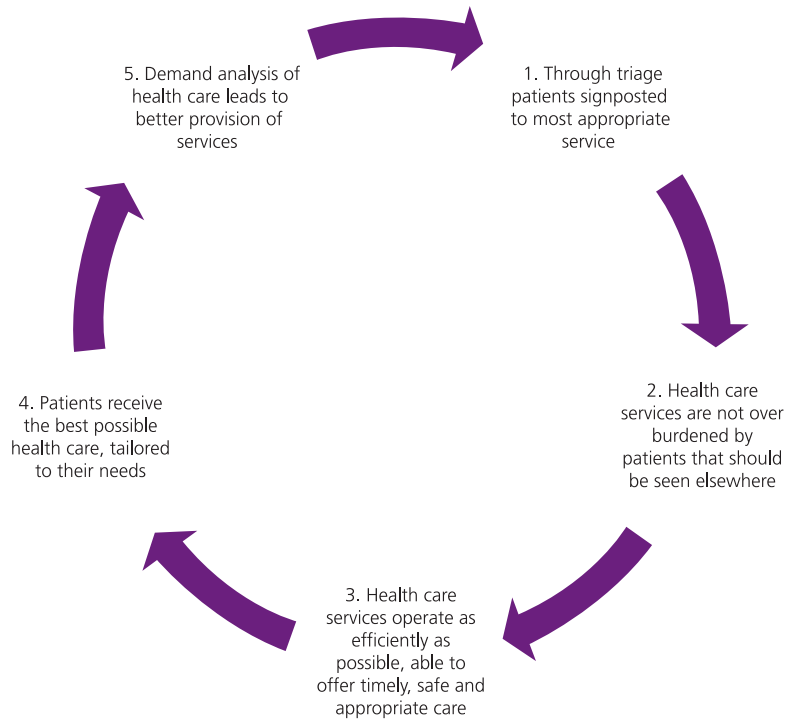 1. Through triage
patients signposted
to most appropriate
service
2. Health care
services are not over
burdened by
patients that should
be seen elsewhere
3. Health care
services operate as
efficiently as
possible, able to
offer timely, safe and
appropriate care
4. Patients receive
the best possible
health care, tailored
to their needs
5. Demand analysis of
health care leads to
better provision of
services